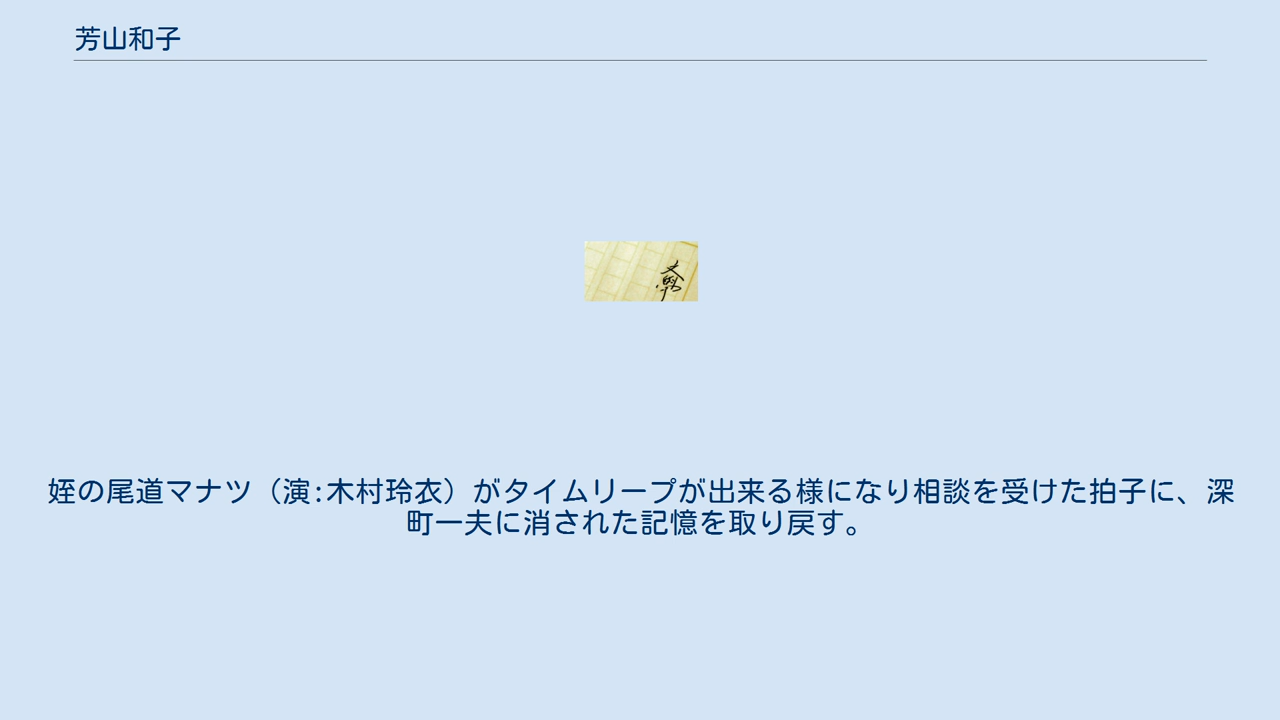 芳山和子
姪の尾道マナツ（演:木村玲衣）がタイムリープが出来る様になり相談を受けた拍子に、深
町一夫に消された記憶を取り戻す。